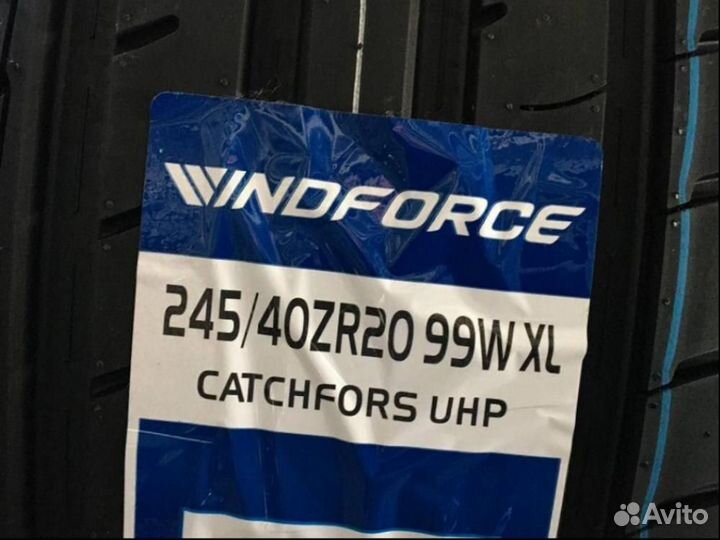 WINDFORCE
245/40ZR20 99W XL
CATCHFORS UHP
Avito